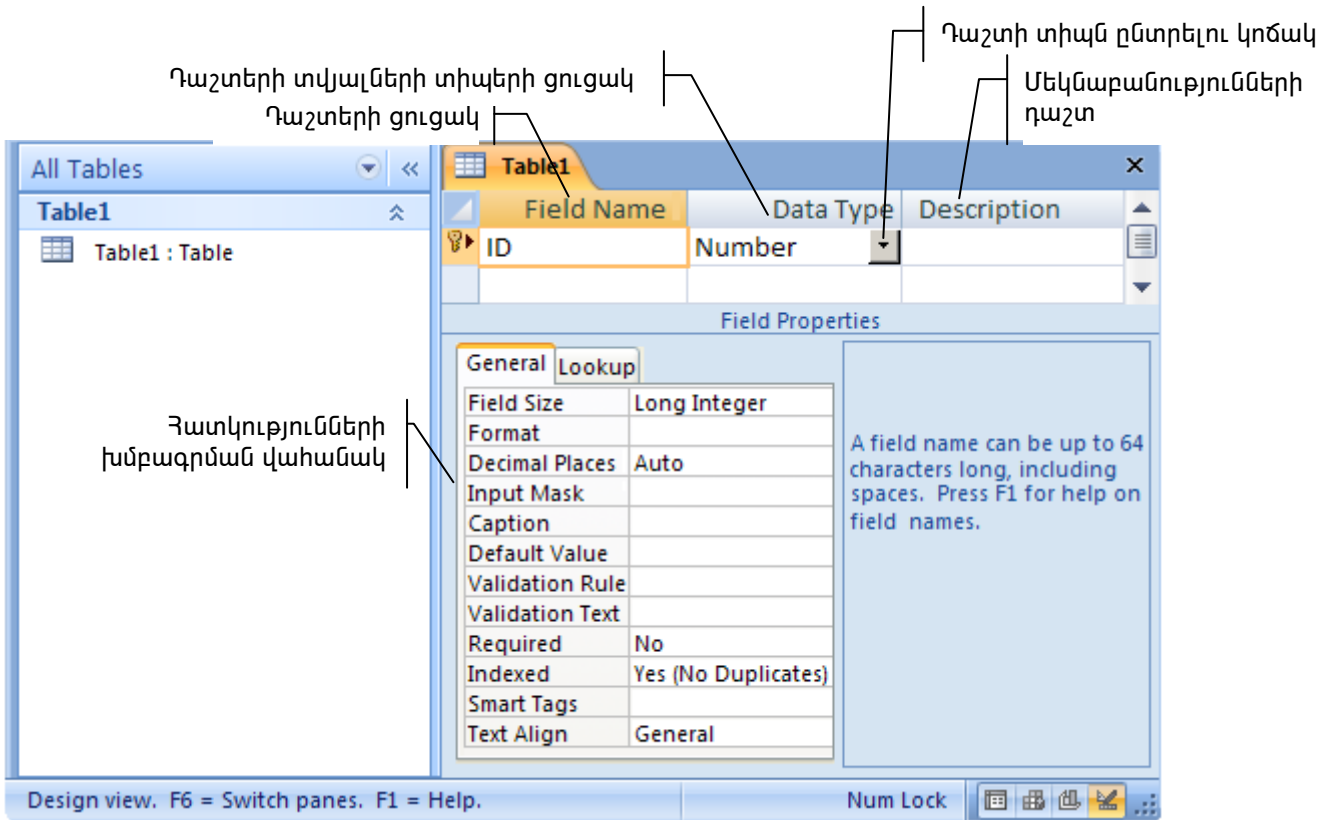 Դաշտի տիպն ընտրելու կոճակ
Դաշտերի տվյալների տիպերի ցուցակ
Մեկնաբանությունների
դաշտ
Դաշտերի ցուցակ
All Tables
Table1
Table1
Table1 : Table
Field Name Data Type Description
ID Number
Field Properties
General Lookup
Field Size Long Integer
Format
Decimal Places Auto
Input Mask
Caption
Default Value
Validation Rule
Validation Text
Required No
Indexed Yes (No Duplicates)
Smart Tags
Text Align General
A field name can be up to 64
characters long, including
spaces. Press F1 for help on
field names.
Հատկությունների
խմբագրման վահանակ
Design view. F6 = Switch panes. F1 = Help.
Num Lock